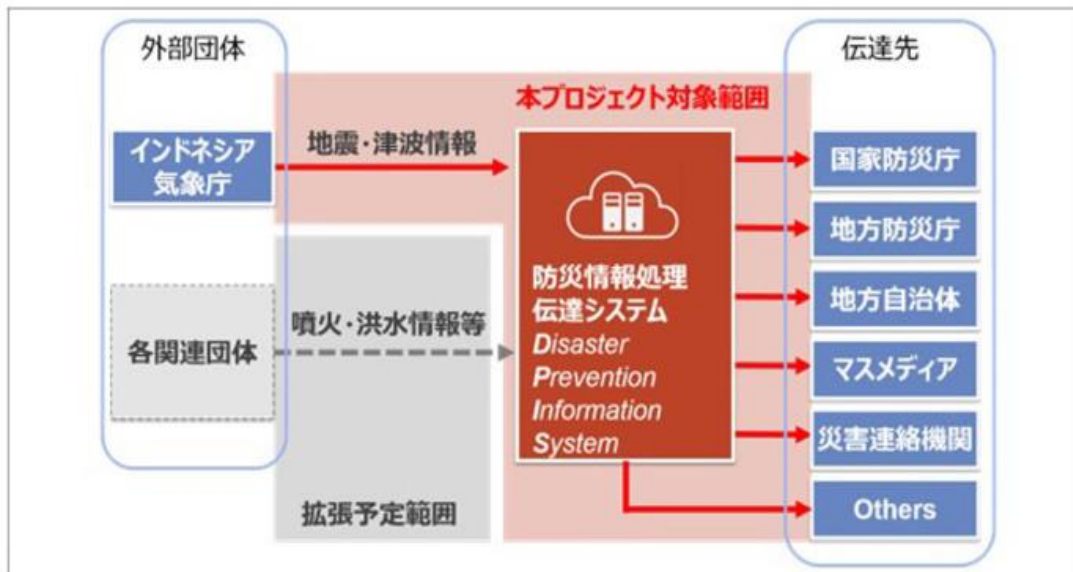 外部団体
伝達先
本プロジェクト対象範囲
インドネシア
気象庁
地震・津波情報
各関連団体
噴火・洪水情報等
拡張予定範囲
防災情報処理
伝達システム
Disaster
Prevention
Information
System
国家防災庁
地方防災庁
地方自治体
マスメディア
災害連絡機関
Others